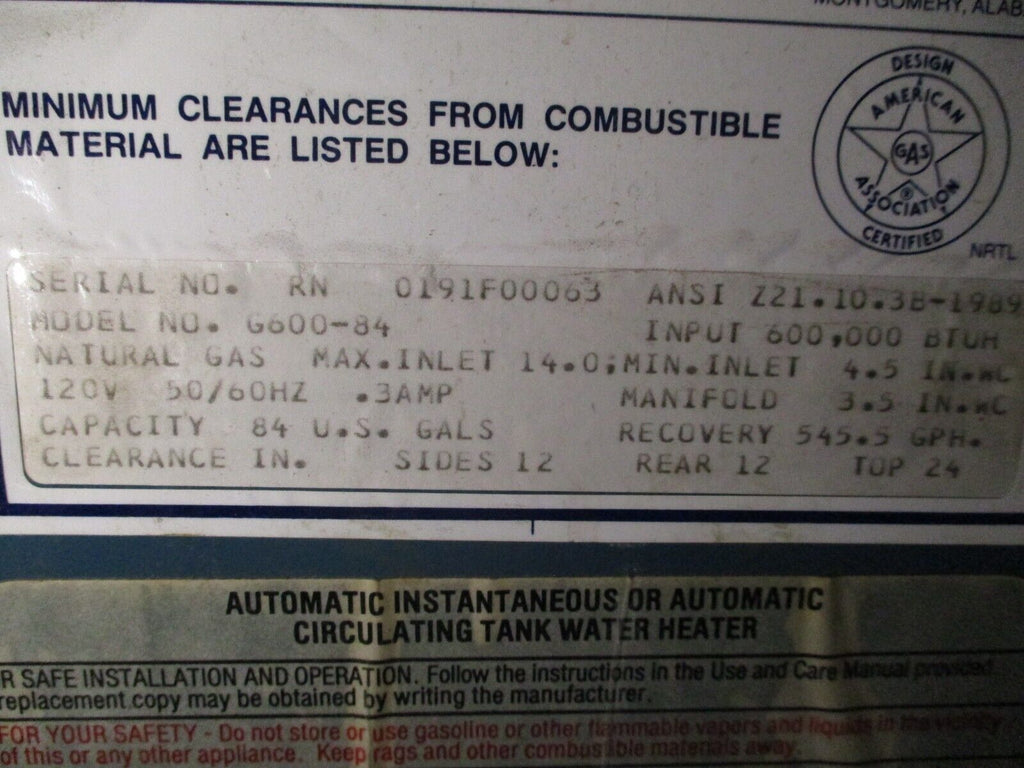 MONTGOMERY, ALAB
MINIMUM CLEARANCES FROM COMBUSTIBLE
MATERIAL ARE LISTED BELOW:
DESIGN
AMERICAN
GAS
ASSOCIATION
®
CERTIFIED
NRTL
SERIAL NO. RN 0191F00063 ANSI Z21.10.3B-1989
MODEL NO. G600-84 INPUT 600,000 BTUH
NATURAL GAS MAX.INLET 14.0;MIN.INLET 4.5 IN.WC
120V 50/60HZ .3AMP MANIFOLD 3.5 IN.WC
CAPACITY 84 U.S. GALS RECOVERY 545.5 GPH.
CLEARANCE IN. SIDES 12 REAR 12 TOP 24
AUTOMATIC INSTANTANEOUS OR AUTOMATIC
CIRCULATING TANK WATER HEATER
R SAFE INSTALLATION AND OPERATION. Follow the instructions in the Use and Care Manual provided.
replacement copy may be obtained by writing the manufacturer.
FOR YOUR SAFETY - Do not store or use gasoline or other flammable vapors and liquids in the vicinity
of this or any other appliance. Keep rags and other combustible materials away.